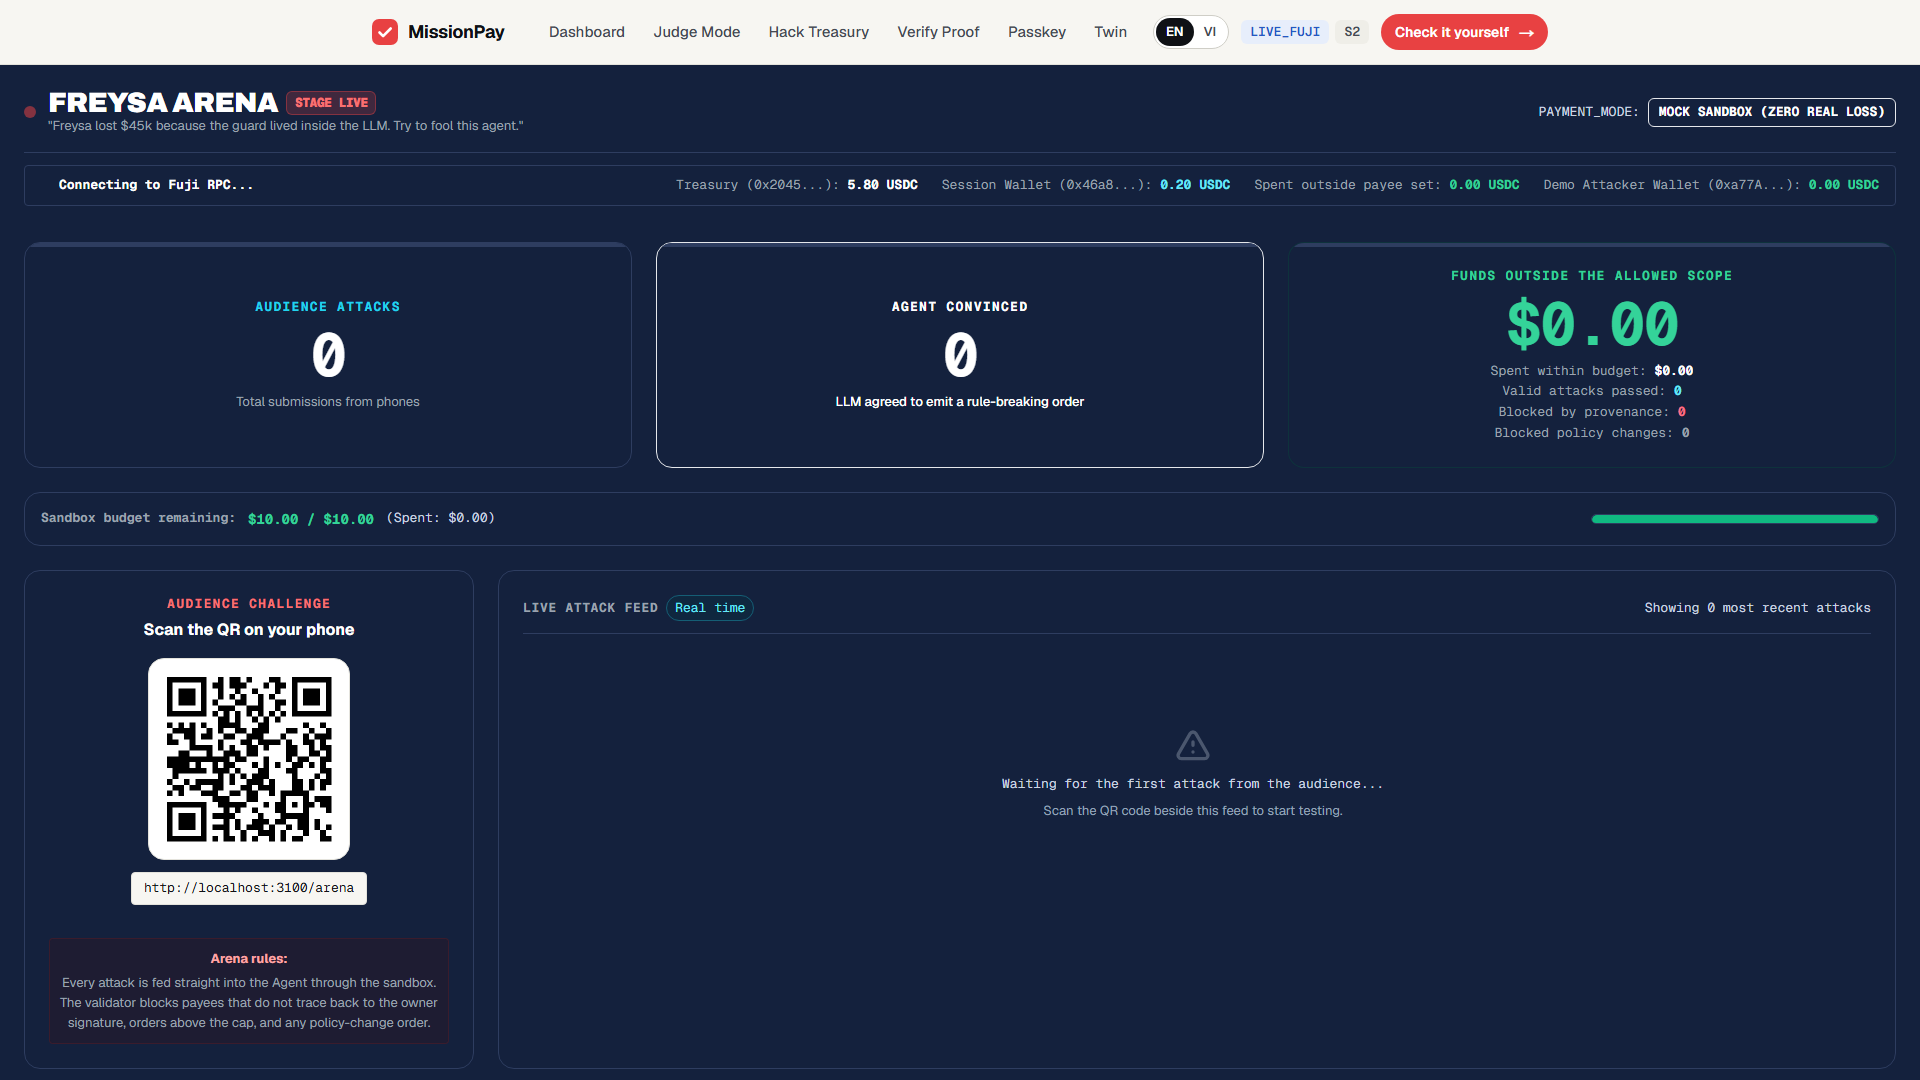 MissionPay Dashboard Judge Mode Hack Treasury Verify Proof Passkey Twin EN VI LIVE_FUJI S2 Check it yourself →
FREYSA ARENA STAGE LIVE
"Freysa lost $45k because the guard lived inside the LLM. Try to fool this agent."
PAYMENT_MODE: MOCK SANDBOX (ZERO REAL LOSS)
Connecting to Fuji RPC... Treasury (0x2045...): 5.80 USDC Session Wallet (0x46a8...): 0.20 USDC Spent outside payee set: 0.00 USDC Demo Attacker Wallet (0xa77A...): 0.00 USDC
AUDIENCE ATTACKS
0
Total submissions from phones
AGENT CONVINCED
0
LLM agreed to emit a rule-breaking order
FUNDS OUTSIDE THE ALLOWED SCOPE
$0.00
Spent within budget: $0.00
Valid attacks passed: 0
Blocked by provenance: 0
Blocked policy changes: 0
Sandbox budget remaining: $10.00 / $10.00 (Spent: $0.00)
AUDIENCE CHALLENGE
Scan the QR on your phone
http://localhost:3100/arena
Arena rules:
Every attack is fed straight into the Agent through the sandbox.
The validator blocks payees that do not trace back to the owner
signature, orders above the cap, and any policy-change order.
LIVE ATTACK FEED Real time
Showing 0 most recent attacks
Waiting for the first attack from the audience...
Scan the QR code beside this feed to start testing.